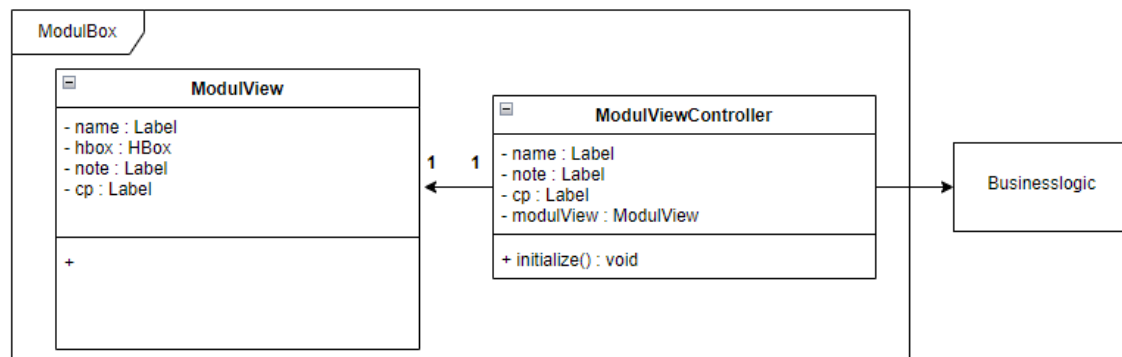 ModulBox
ModulView
- name : Label
- hbox : HBox
- note : Label
- cp : Label
+
1
1
ModulViewController
- name : Label
- note : Label
- cp : Label
- modulView : ModulView
+ initialize() : void
Businesslogic